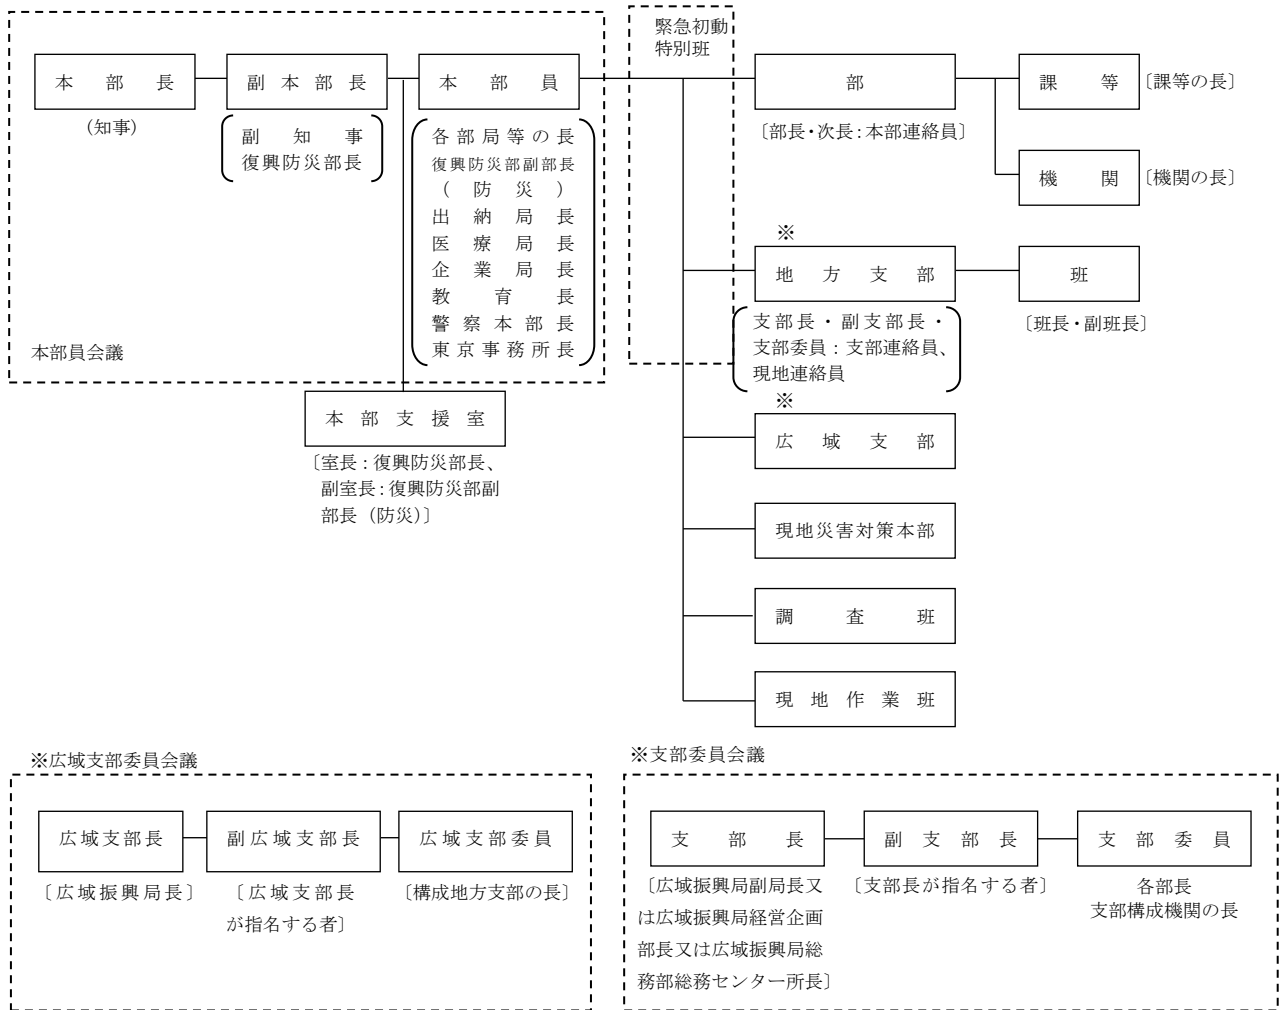 緊急初動
特別班
本部長
副本部長
本部員
部
課等
〔課等の長〕
(知事)
副知事
復興防災部長
各部局等の長
復興防災部副部長
(防災)
出納局長
医療局長
企業局長
教育長
警察本部長
東京事務所長
〔部長・次長:本部連絡員〕
機関
〔機関の長〕
※
地方支部
班
支部長・副支部長・
支部委員:支部連絡員、
現地連絡員
〔班長・副班長〕
本部員会議
本部支援室
〔室長:復興防災部長、
副室長:復興防災部副
部長(防災)〕
※
広域支部
現地災害対策本部
調査班
現地作業班
※広域支部委員会議
広域支部長
副広域支部長
広域支部委員
〔広域振興局長〕
〔広域支部長
が指名する者〕
〔構成地方支部の長〕
※支部委員会議
支部長
副支部長
支部委員
〔広域振興局副局長又
は広域振興局経営企画
部長又は広域振興局総
務部総務センター所長〕
〔支部長が指名する者〕
各部長
支部構成機関の長